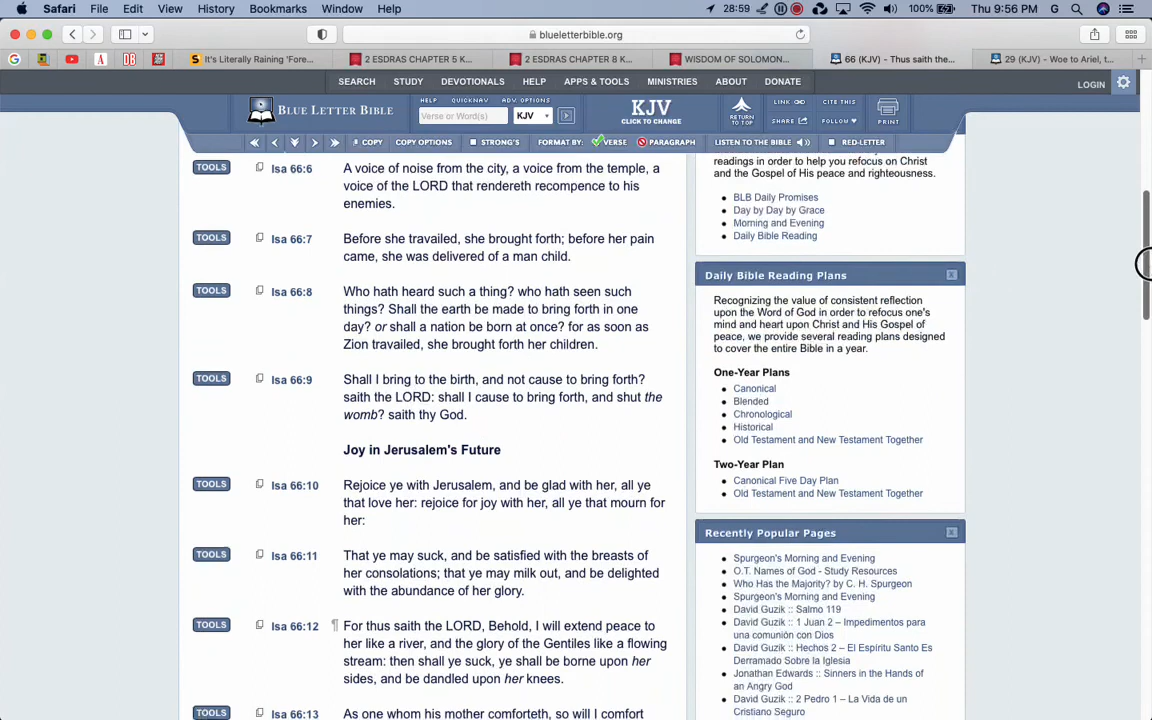 Safari File Edit View History Bookmarks Window Help 28:59 100% Thu 9:56 PM G
blueletterbible.org
It's Literally Raining 'Fore... 2 ESDRAS CHAPTER 5 K... 2 ESDRAS CHAPTER 8 K... WISDOM OF SOLOMON... 66 (KJV) - Thus saith the... 29 (KJV) - Woe to Ariel, t...
SEARCH STUDY DEVOTIONALS HELP APPS & TOOLS MINISTRIES ABOUT DONATE LOGIN
BLUE LETTER BIBLE
HELP QUICKNAV ADV OPTIONS
Verse or Word(s) KJV
KJV
CLICK TO CHANGE
RETURN TO TOP
LINK CITE THIS
SHARE FOLLOW
PRINT
COPY COPY OPTIONS STRONG'S FORMAT BY: VERSE PARAGRAPH LISTEN TO THE BIBLE RED-LETTER
TOOLS Isa 66:6 A voice of noise from the city, a voice from the temple, a
voice of the LORD that rendereth recompence to his
enemies.
TOOLS Isa 66:7 Before she travailed, she brought forth; before her pain
came, she was delivered of a man child.
TOOLS Isa 66:8 Who hath heard such a thing? who hath seen such
things? Shall the earth be made to bring forth in one
day? or shall a nation be born at once? for as soon as
Zion travailed, she brought forth her children.
TOOLS Isa 66:9 Shall I bring to the birth, and not cause to bring forth?
saith the LORD: shall I cause to bring forth, and shut the
womb? saith thy God.
Joy in Jerusalem's Future
TOOLS Isa 66:10 Rejoice ye with Jerusalem, and be glad with her, all ye
that love her: rejoice for joy with her, all ye that mourn for
her:
TOOLS Isa 66:11 That ye may suck, and be satisfied with the breasts of
her consolations; that ye may milk out, and be delighted
with the abundance of her glory.
TOOLS Isa 66:12 ¶ For thus saith the LORD, Behold, I will extend peace to
her like a river, and the glory of the Gentiles like a flowing
stream: then shall ye suck, ye shall be borne upon her
sides, and be dandled upon her knees.
TOOLS Isa 66:13 As one whom his mother comforteth, so will I comfort
readings in order to help you refocus on Christ
and the Gospel of His peace and righteousness.
BLB Daily Promises
Day by Day by Grace
Morning and Evening
Daily Bible Reading
Daily Bible Reading Plans
Recognizing the value of consistent reflection
upon the Word of God in order to refocus one's
mind and heart upon Christ and His Gospel of
peace, we provide several reading plans designed
to cover the entire Bible in a year.
One-Year Plans
Canonical
Blended
Chronological
Historical
Old Testament and New Testament Together
Two-Year Plan
Canonical Five Day Plan
Old Testament and New Testament Together
Recently Popular Pages
Spurgeon's Morning and Evening
O.T. Names of God - Study Resources
Who Has the Majority? by C. H. Spurgeon
Spurgeon's Morning and Evening
David Guzik :: Salmo 119
David Guzik :: 1 Juan 2 – Impedimentos para
una comunión con Dios
David Guzik :: Hechos 2 – El Espíritu Santo Es
Derramado Sobre la Iglesia
Jonathan Edwards :: Sinners in the Hands of
an Angry God
David Guzik :: 2 Pedro 1 – La Vida de un
Cristiano Seguro